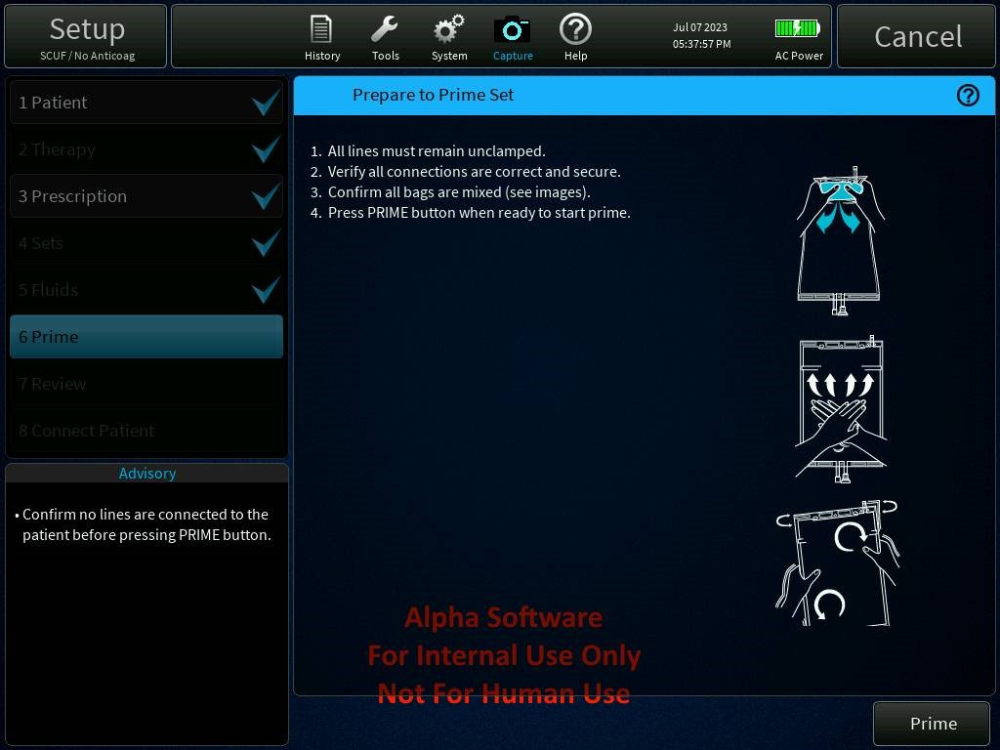 Setup
SCUF / No Anticoag
History
Tools
System
Capture
Help
Jul 07 2023
05:37:57 PM
AC Power
Cancel
1 Patient
2 Therapy
3 Prescription
4 Sets
5 Fluids
6 Prime
7 Review
8 Connect Patient
Advisory
• Confirm no lines are connected to the
patient before pressing PRIME button.
Prepare to Prime Set
1. All lines must remain unclamped.
2. Verify all connections are correct and secure.
3. Confirm all bags are mixed (see images).
4. Press PRIME button when ready to start prime.
Alpha Software
For Internal Use Only
Not For Human Use
Prime